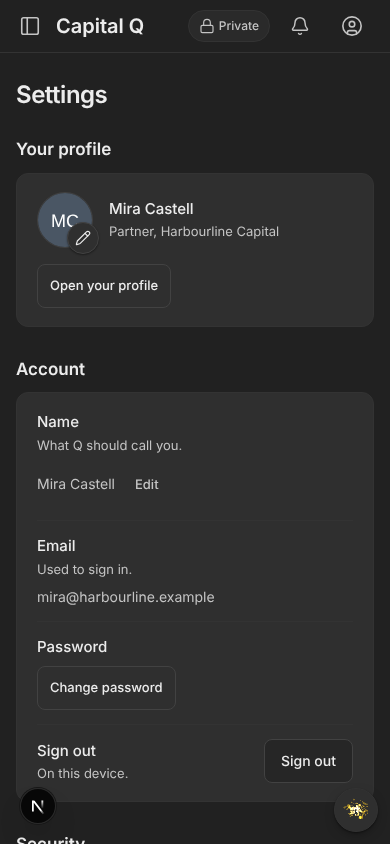 Capital Q
Private
Settings
Your profile
MC
Mira Castell
Partner, Harbourline Capital
Open your profile
Account
Name
What Q should call you.
Mira Castell
Edit
Email
Used to sign in.
mira@harbourline.example
Password
Change password
Sign out
On this device.
Sign out
N
Security